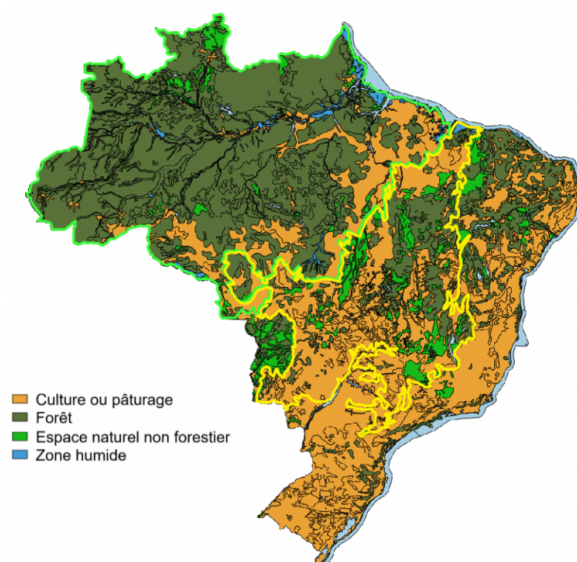 Culture ou pâturage
Forêt
Espace naturel non forestier
Zone humide